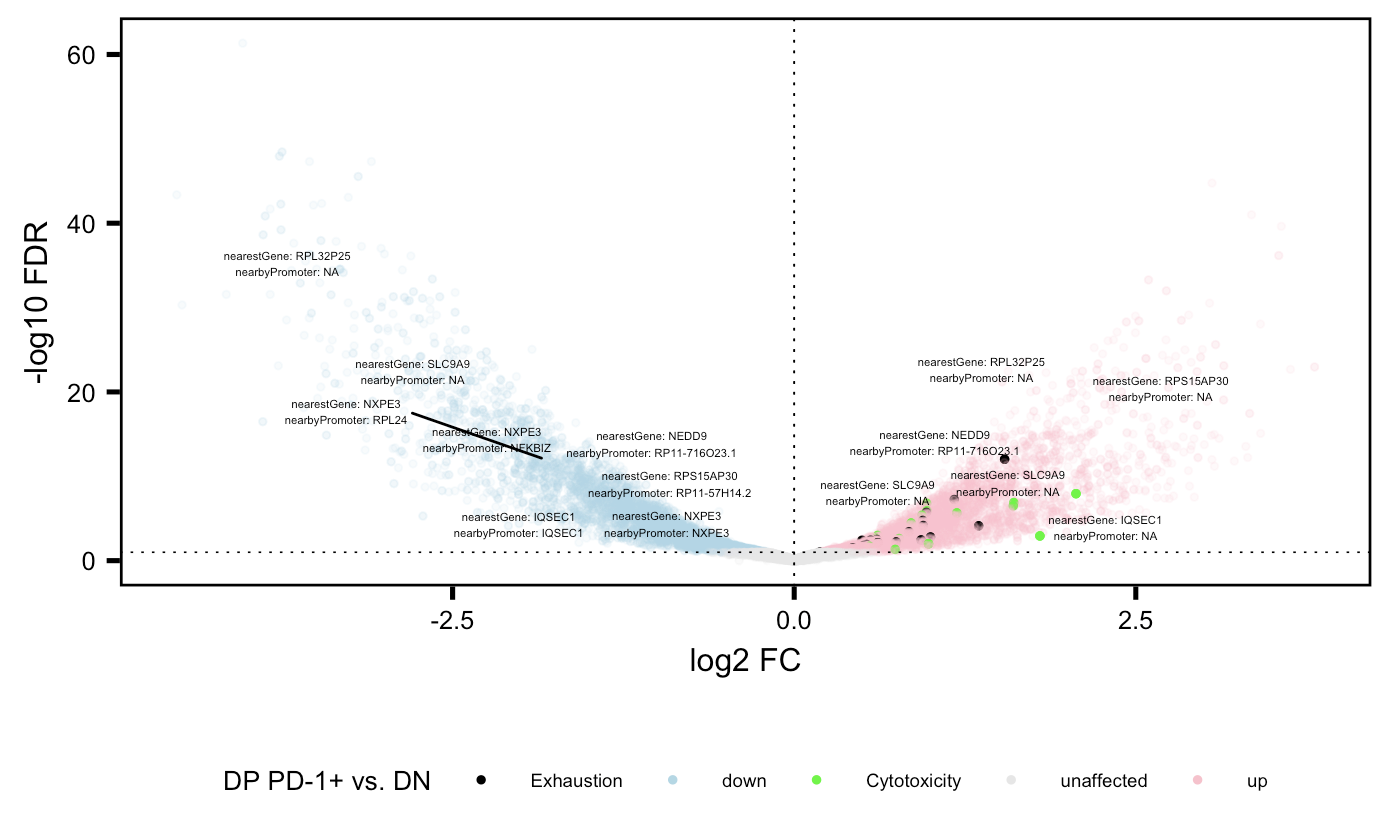 60
40
20
0
-log10 FDR
nearestGene: RPL32P25
nearbyPromoter: NA
nearestGene: SLC9A9
nearbyPromoter: NA
nearestGene: NXPE3
nearbyPromoter: RPL24
nearestGene: NXPE3
nearbyPromoter: NFKBIZ
nearestGene: NEDD9
nearbyPromoter: RP11-716O23.1
nearestGene: RPS15AP30
nearbyPromoter: RP11-57H14.2
nearestGene: IQSEC1
nearbyPromoter: IQSEC1
nearestGene: NXPE3
nearbyPromoter: NXPE3
nearestGene: RPL32P25
nearbyPromoter: NA
nearestGene: RPS15AP30
nearbyPromoter: NA
nearestGene: NEDD9
nearbyPromoter: RP11-716O23.1
nearestGene: SLC9A9
nearbyPromoter: NA
nearestGene: SLC9A9
nearbyPromoter: NA
nearestGene: IQSEC1
nearbyPromoter: NA
-2.5 0.0 2.5
log2 FC
DP PD-1+ vs. DN Exhaustion down Cytotoxicity unaffected up